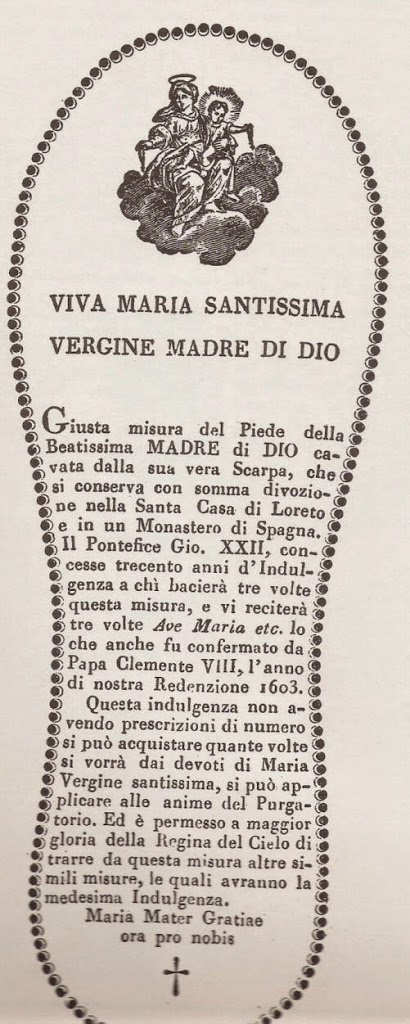 VIVA MARIA SANTISSIMA
VERGINE MADRE DI DIO
Giusta misura del Piede della
Beatissima MADRE di DIO ca-
vata dalla sua vera Scarpa, che
si conserva con somma divozio-
ne nella Santa Casa di Loreto
e in un Monastero di Spagna.
Il Pontefice Gio. XXII, con-
cesse trecento anni d'Indul-
genza a chì bacierà tre volte
questa misura, e vi reciterà
tre volte Ave Maria etc. lo
che anche fu confermato da
Papa Clemente VIII, l'anno
di nostra Redenzione 1603.
Questa indulgenza non a-
vendo prescrizioni di numero
si può acquistare quante volte
si vorrà dai devoti di Maria
Vergine santissima, si può ap-
plicare alle anime del Purga-
torio. Ed è permesso a maggior
gloria della Regina del Cielo di
trarre da questa misura altre si-
mili misure, le quali avranno la
medesima Indulgenza.
Maria Mater Gratiae
ora pro nobis